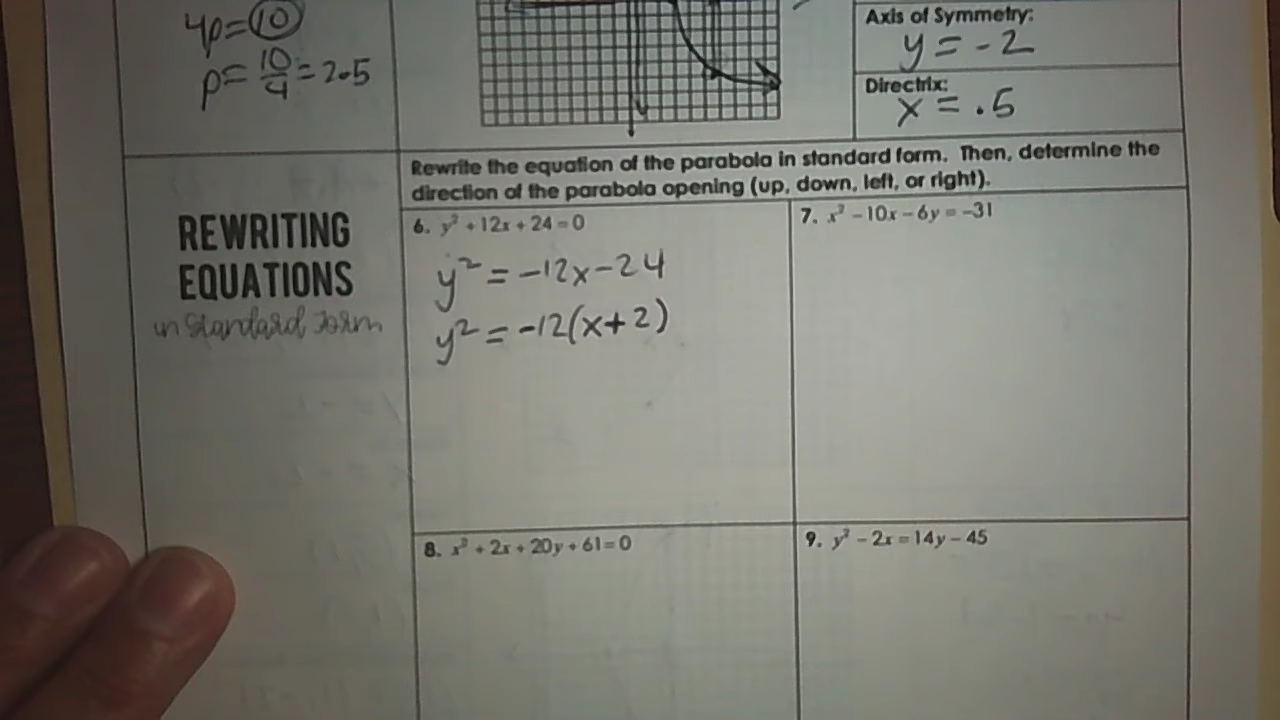 4p=10
p=10/4=2.5
Axis of Symmetry:
y = -2
Directrix:
x = .5
Rewrite the equation of the parabola in standard form. Then, determine the
direction of the parabola opening (up, down, left, or right).
REWRITING
EQUATIONS
in Standard Form
6. y² + 12x + 24 = 0
y² = -12x - 24
y² = -12(x+2)
7. x² - 10x - 6y = -31
8. x² + 2x + 20y + 61 = 0
9. y² - 2x = 14y - 45